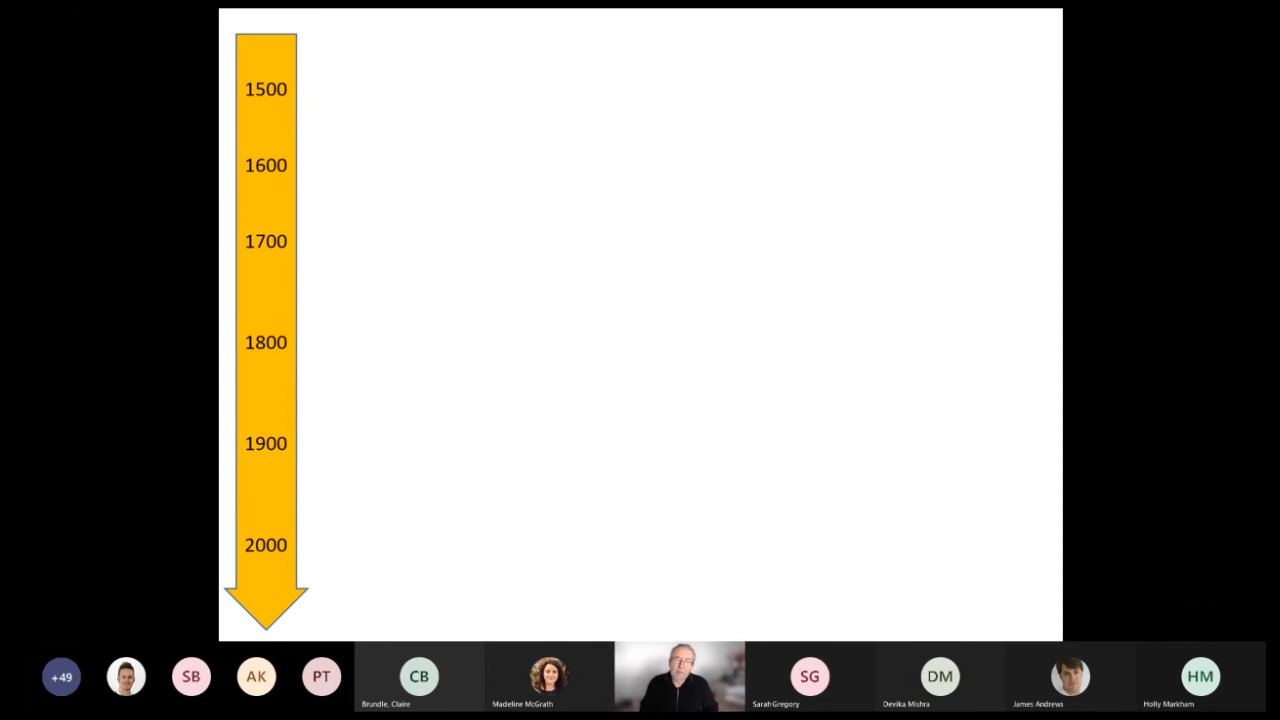 1500
1600
1700
1800
1900
2000
+49
SB
AK
PT
CB
Brundle, Claire
Madeline McGrath
SG
Sarah Gregory
DM
Devika Mishra
James Andrews
HM
Holly Markham